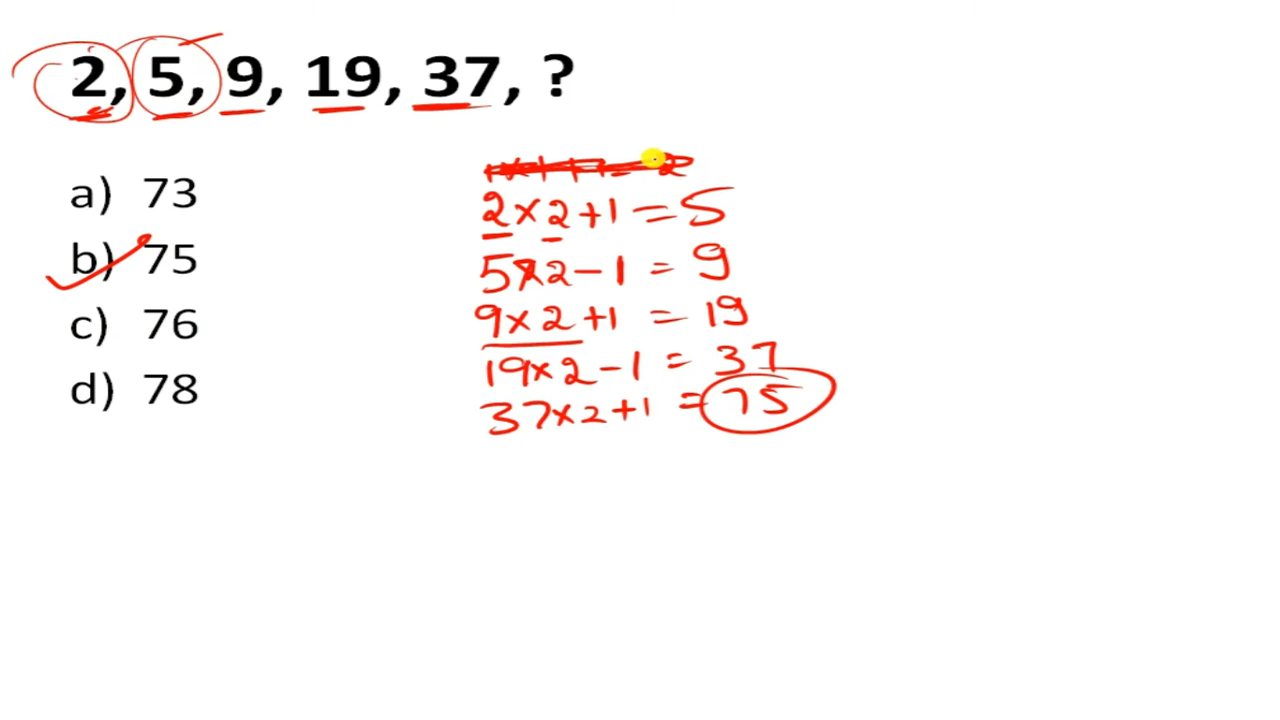 2, 5, 9, 19, 37, ?
a) 73
b) 75
c) 76
d) 78
2×2+1=5
5×2-1=9
9×2+1=19
19×2-1=37
37×2+1=75